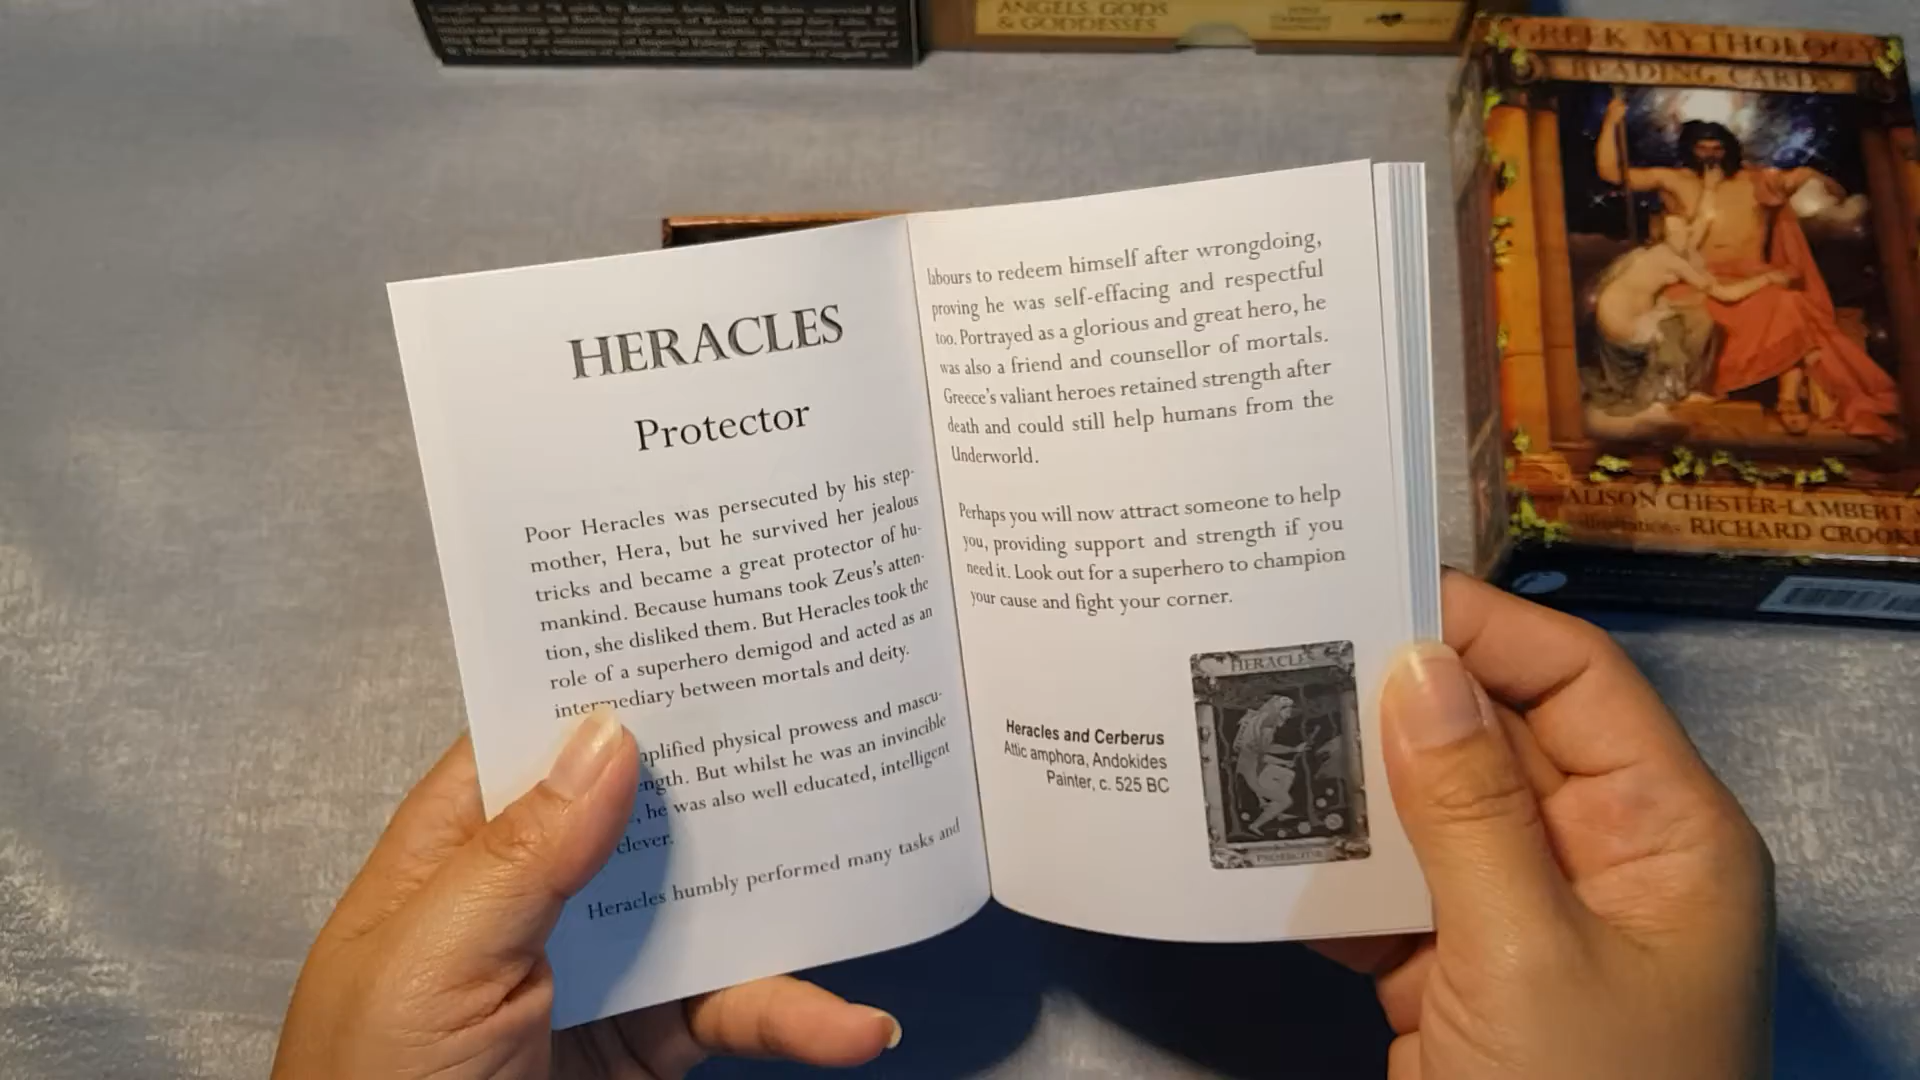 ANGELS, GODS
& GODDESSES
GREEK MYTHOLOGY
READING CARDS
ALISON CHESTER-LAMBERT
illustrations RICHARD CROOK
HERACLES
Protector
Poor Heracles was persecuted by his step-
mother, Hera, but he survived her jealous
tricks and became a great protector of hu-
mankind. Because humans took Zeus's atten-
tion, she disliked them. But Heracles took the
role of a superhero demigod and acted as an
intermediary between mortals and deity.
physical prowess and mascu-
But whilst he was an invincible
, he was also well educated, intelligent
clever.
Heracles humbly performed many tasks and
labours to redeem himself after wrongdoing,
proving he was self-effacing and respectful
too. Portrayed as a glorious and great hero, he
was also a friend and counsellor of mortals.
Greece's valiant heroes retained strength after
death and could still help humans from the
Underworld.
Perhaps you will now attract someone to help
you, providing support and strength if you
need it. Look out for a superhero to champion
your cause and fight your corner.
Heracles and Cerberus
Attic amphora, Andokides
Painter, c. 525 BC
HERACLES
PROTECTOR